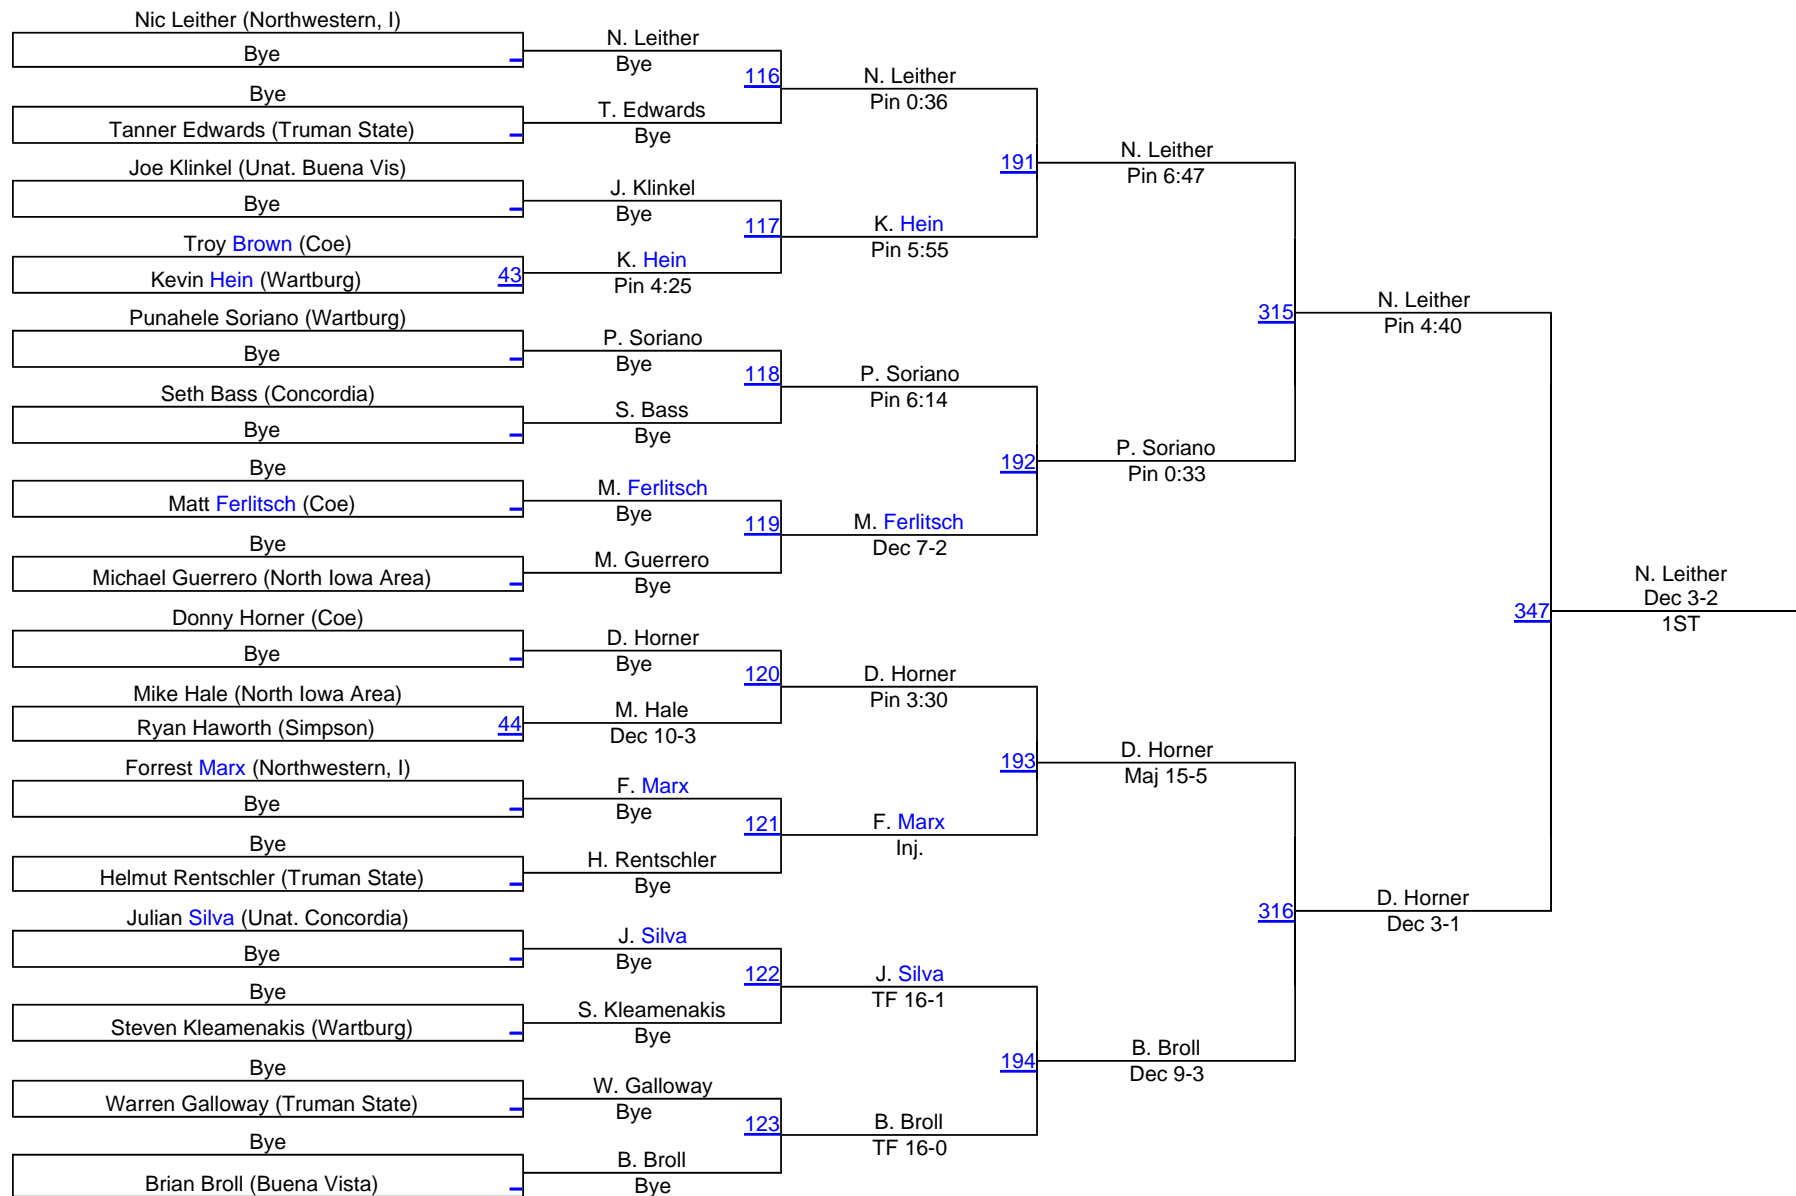 Nic Leither (Northwestern, I)
Bye
Bye
Tanner Edwards (Truman State)
Joe Klinkel (Unat. Buena Vis)
Bye
Troy Brown (Coe)
Kevin Hein (Wartburg) 43
Punahele Soriano (Wartburg)
Bye
Seth Bass (Concordia)
Bye
Bye
Matt Ferlitsch (Coe)
Bye
Michael Guerrero (North Iowa Area)
Donny Horner (Coe)
Bye
Mike Hale (North Iowa Area)
Ryan Haworth (Simpson) 44
Forrest Marx (Northwestern, I)
Bye
Bye
Helmut Rentschler (Truman State)
Julian Silva (Unat. Concordia)
Bye
Bye
Steven Kleamenakis (Wartburg)
Bye
Warren Galloway (Truman State)
Bye
Brian Broll (Buena Vista)
N. Leither
Bye
116
T. Edwards
Bye
J. Klinkel
Bye
117
K. Hein
Pin 4:25
P. Soriano
Bye
118
S. Bass
Bye
M. Ferlitsch
Bye
119
M. Guerrero
Bye
D. Horner
Bye
120
M. Hale
Dec 10-3
F. Marx
Bye
121
H. Rentschler
Bye
J. Silva
Bye
122
S. Kleamenakis
Bye
W. Galloway
Bye
123
B. Broll
Bye
N. Leither
Pin 0:36
191
K. Hein
Pin 5:55
P. Soriano
Pin 6:14
192
M. Ferlitsch
Dec 7-2
D. Horner
Pin 3:30
193
F. Marx
Inj.
J. Silva
TF 16-1
194
B. Broll
TF 16-0
N. Leither
Pin 6:47
315
P. Soriano
Pin 0:33
D. Horner
Maj 15-5
316
B. Broll
Dec 9-3
N. Leither
Pin 4:40
347
D. Horner
Dec 3-1
N. Leither
Dec 3-2
1ST